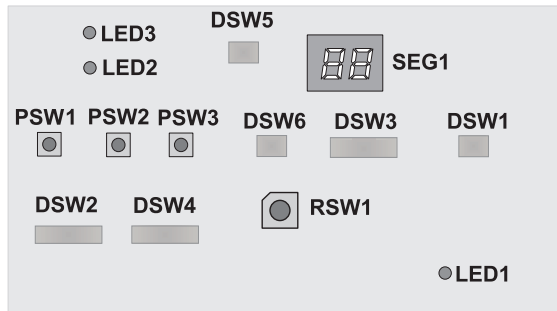 DSW5
LED3
LED2
SEG1
PSW1 PSW2 PSW3 DSW6 DSW3 DSW1
DSW2 DSW4 RSW1
LED1